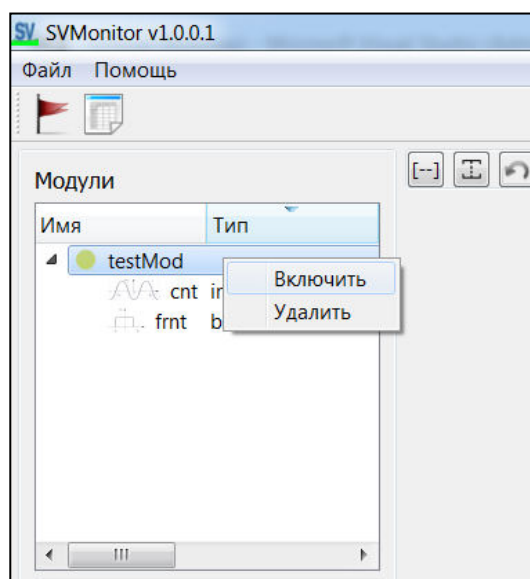 SV SVMonitor v1.0.0.1
Файл Помощь
[--]
Модули
Имя Тип
testMod
Включить
cnt
Удалить
frnt